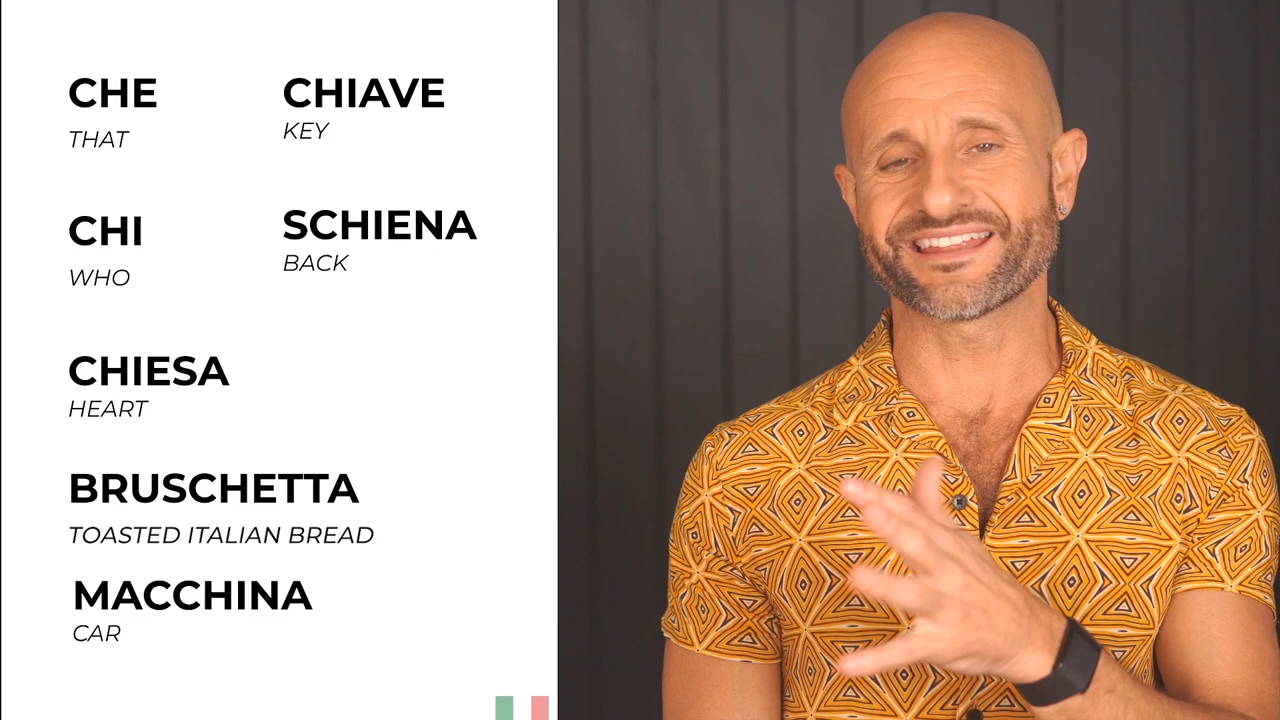 CHE
THAT
CHIAVE
KEY
CHI
WHO
SCHIENA
BACK
CHIESA
HEART
BRUSCHETTA
TOASTED ITALIAN BREAD
MACCHINA
CAR